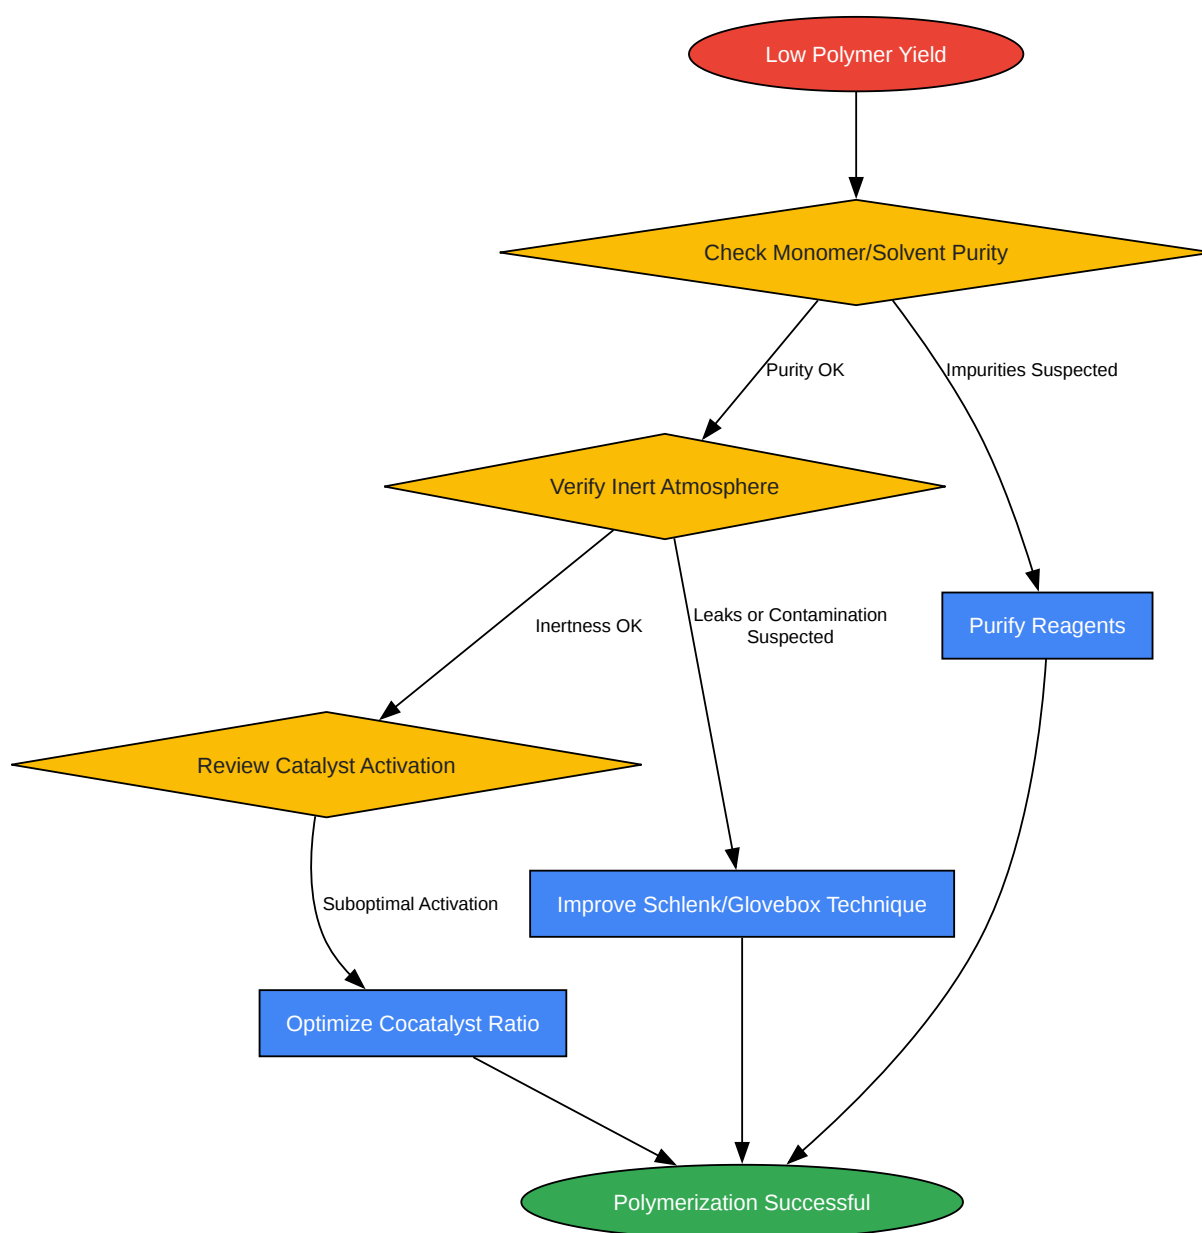 Low Polymer Yield
Check Monomer/Solvent Purity
Purity OK
Impurities Suspected
Verify Inert Atmosphere
Inertness OK
Leaks or Contamination
Suspected
Purify Reagents
Review Catalyst Activation
Suboptimal Activation
Improve Schlenk/Glovebox Technique
Optimize Cocatalyst Ratio
Polymerization Successful